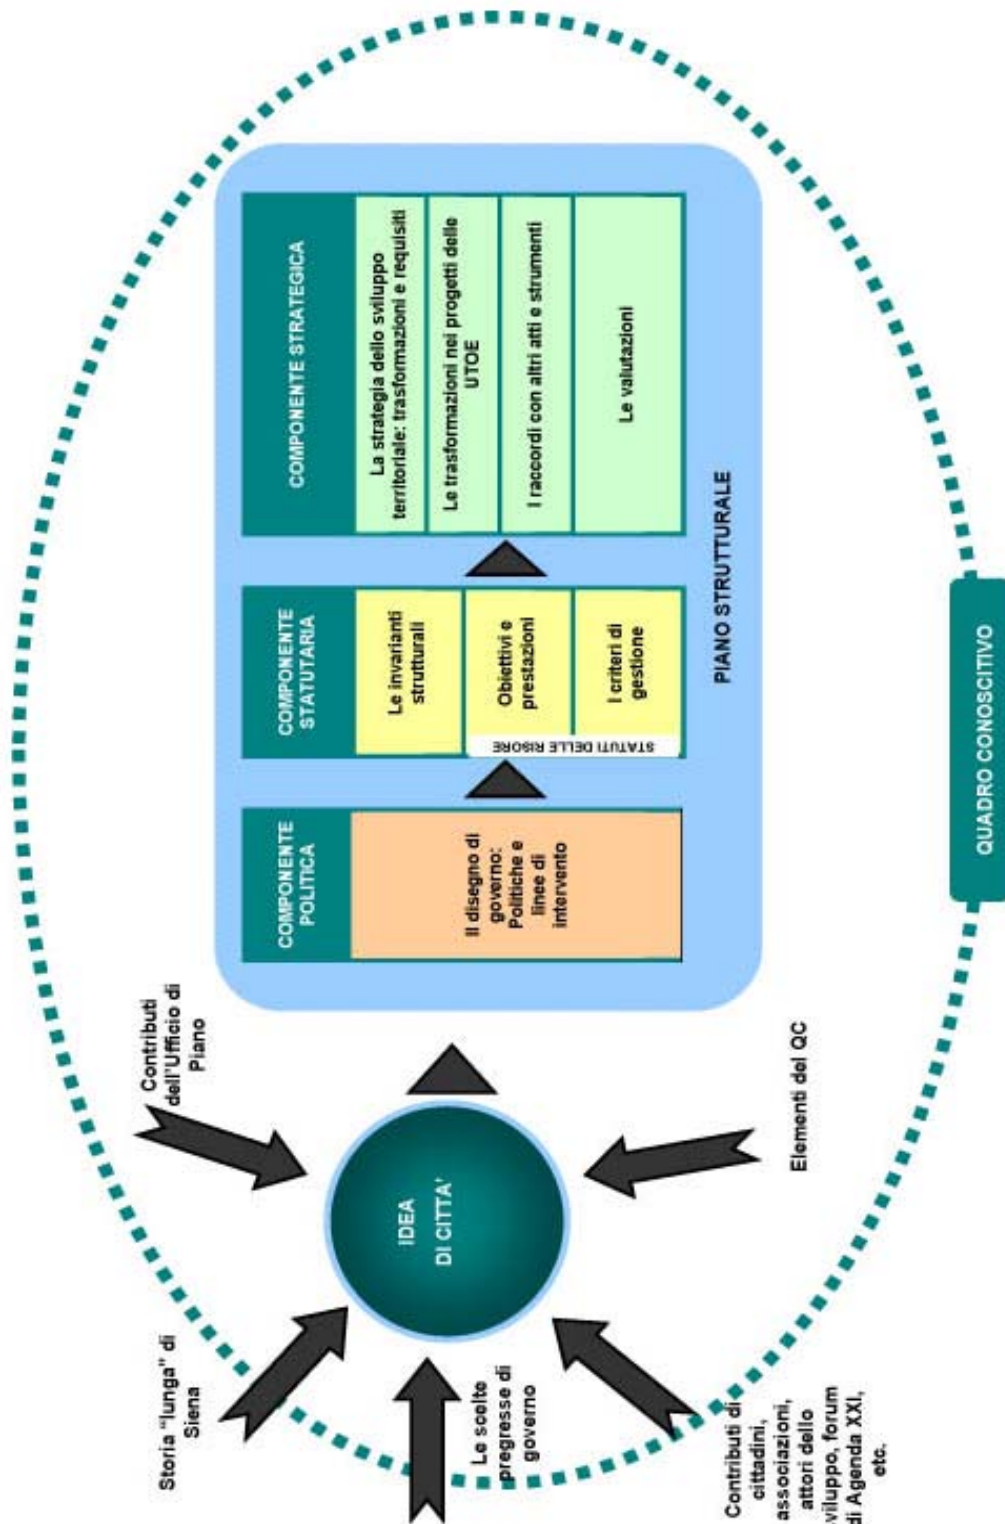 Storia "lunga" di
Siena
Contributi
dell'Ufficio di
Piano
Le scelte
pregresse di
governo
Contributi di
cittadini,
associazioni,
attori dello
viluppo, forum
di Agenda XXI,
etc.
Elementi del QC
IDEA
DI CITTA'
COMPONENTE
POLITICA
Il disegno di
governo:
Politiche e
linee di
intervento
COMPONENTE
STATUTARIA
Le invarianti
strutturali
Obiettivi e
prestazioni
I criteri di
gestione
STATUTI DELLE RISORE
COMPONENTE STRATEGICA
La strategia dello sviluppo
territoriale: trasformazioni e requisiti
Le trasformazioni nei progetti delle
UTOE
I raccordi con altri atti e strumenti
Le valutazioni
PIANO STRUTTURALE
QUADRO CONOSCITIVO